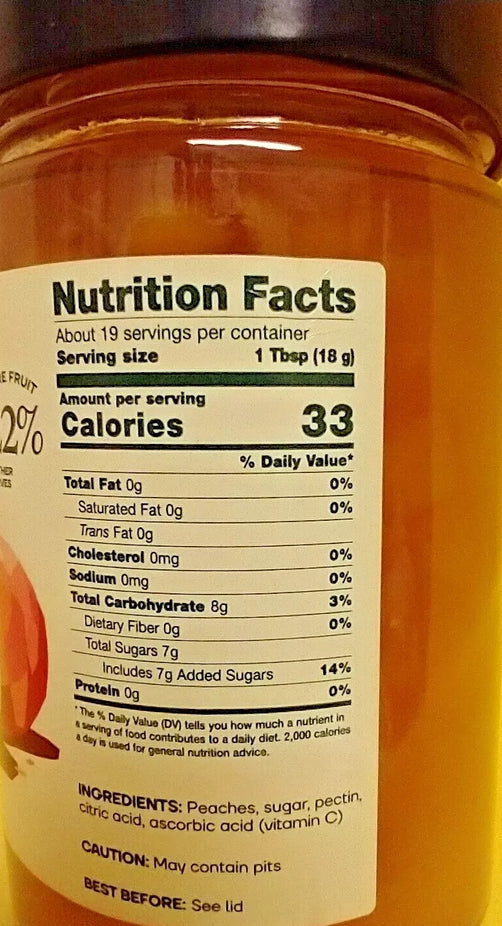 E FRUIT
2%
HER
VES
Nutrition Facts
About 19 servings per container
Serving size 1 Tbsp (18 g)
Amount per serving
Calories 33
% Daily Value*
Total Fat 0g 0%
Saturated Fat 0g 0%
Trans Fat 0g
Cholesterol 0mg 0%
Sodium 0mg 0%
Total Carbohydrate 8g 3%
Dietary Fiber 0g 0%
Total Sugars 7g
Includes 7g Added Sugars 14%
Protein 0g 0%
*The % Daily Value (DV) tells you how much a nutrient in
a serving of food contributes to a daily diet. 2,000 calories
a day is used for general nutrition advice.
INGREDIENTS: Peaches, sugar, pectin,
citric acid, ascorbic acid (vitamin C)
CAUTION: May contain pits
BEST BEFORE: See lid